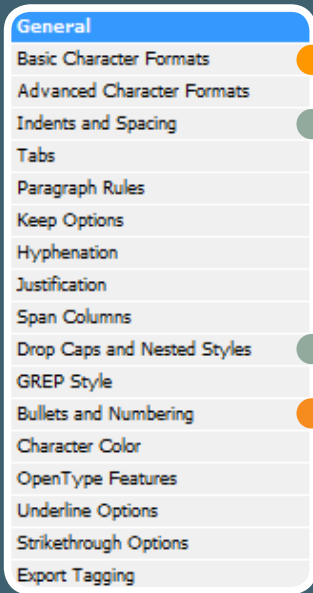 General
Basic Character Formats
Advanced Character Formats
Indents and Spacing
Tabs
Paragraph Rules
Keep Options
Hyphenation
Justification
Span Columns
Drop Caps and Nested Styles
GREP Style
Bullets and Numbering
Character Color
OpenType Features
Underline Options
Strikethrough Options
Export Tagging